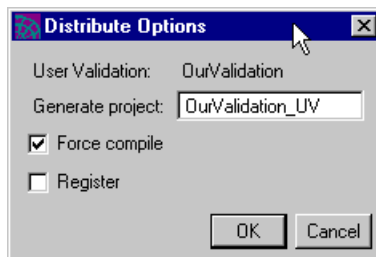 Distribute Options
User Validation: OurValidation
Generate project: OurValidation_UV
Force compile
Register
OK Cancel